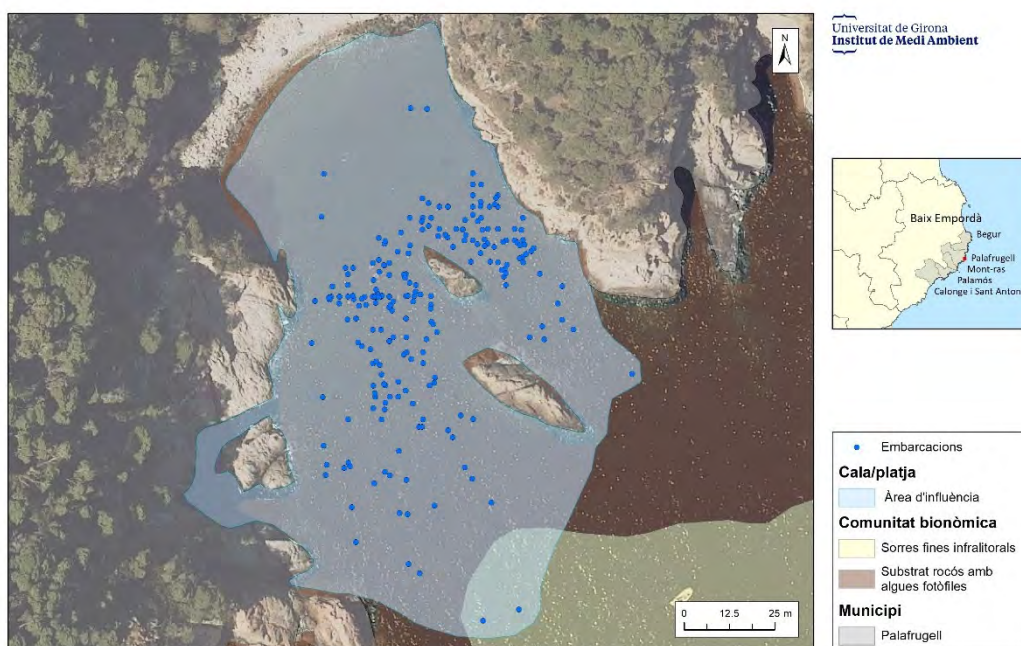 N
Universitat de Girona
Institut de Medi Ambient
Baix Empordà
Begur
Palafrugell
Mont-ras
Palamós
Calonge i Sant Anton
Embarcacions
Cala/platja
Àrea d'influència
Comunitat bionòmica
Sorres fines infralitorals
Substrat rocós amb
algues fotòfiles
Municipi
Palafrugell
0 12.5 25 m